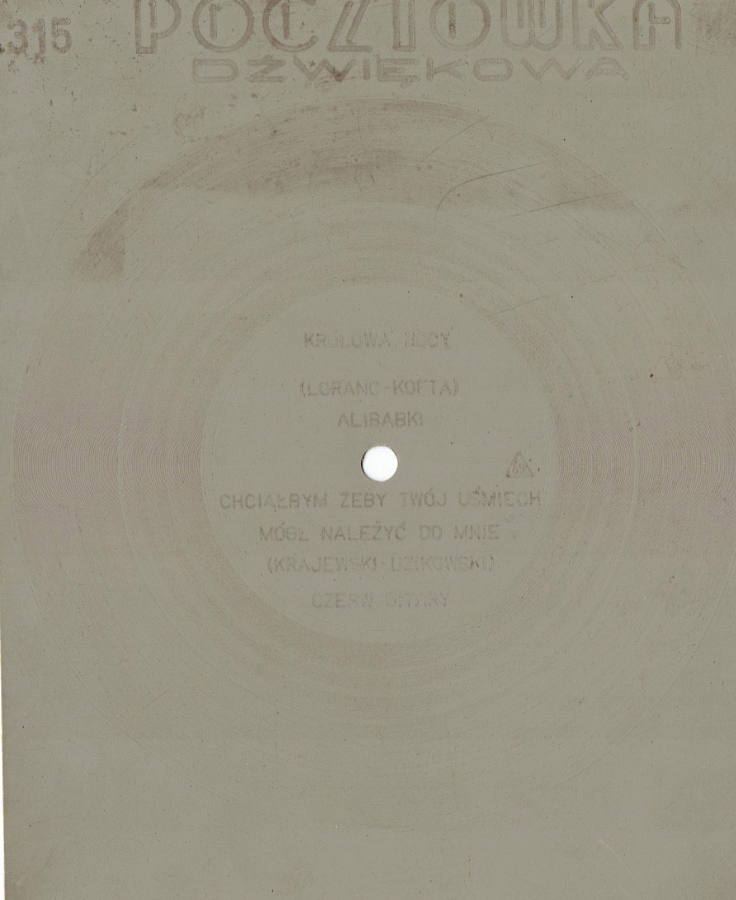 315
POCZTÓWKA
DŹWIĘKOWA
KRÓLOWA NOCY
(LORANC-KOFTA)
ALIBABKI
CHCIAŁBYM ŻEBY TWÓJ UŚMIECH
MÓGŁ NALEŻYĆ DO MNIE
(KRAJEWSKI-DZIKOWSKI)
CZERW GITARY